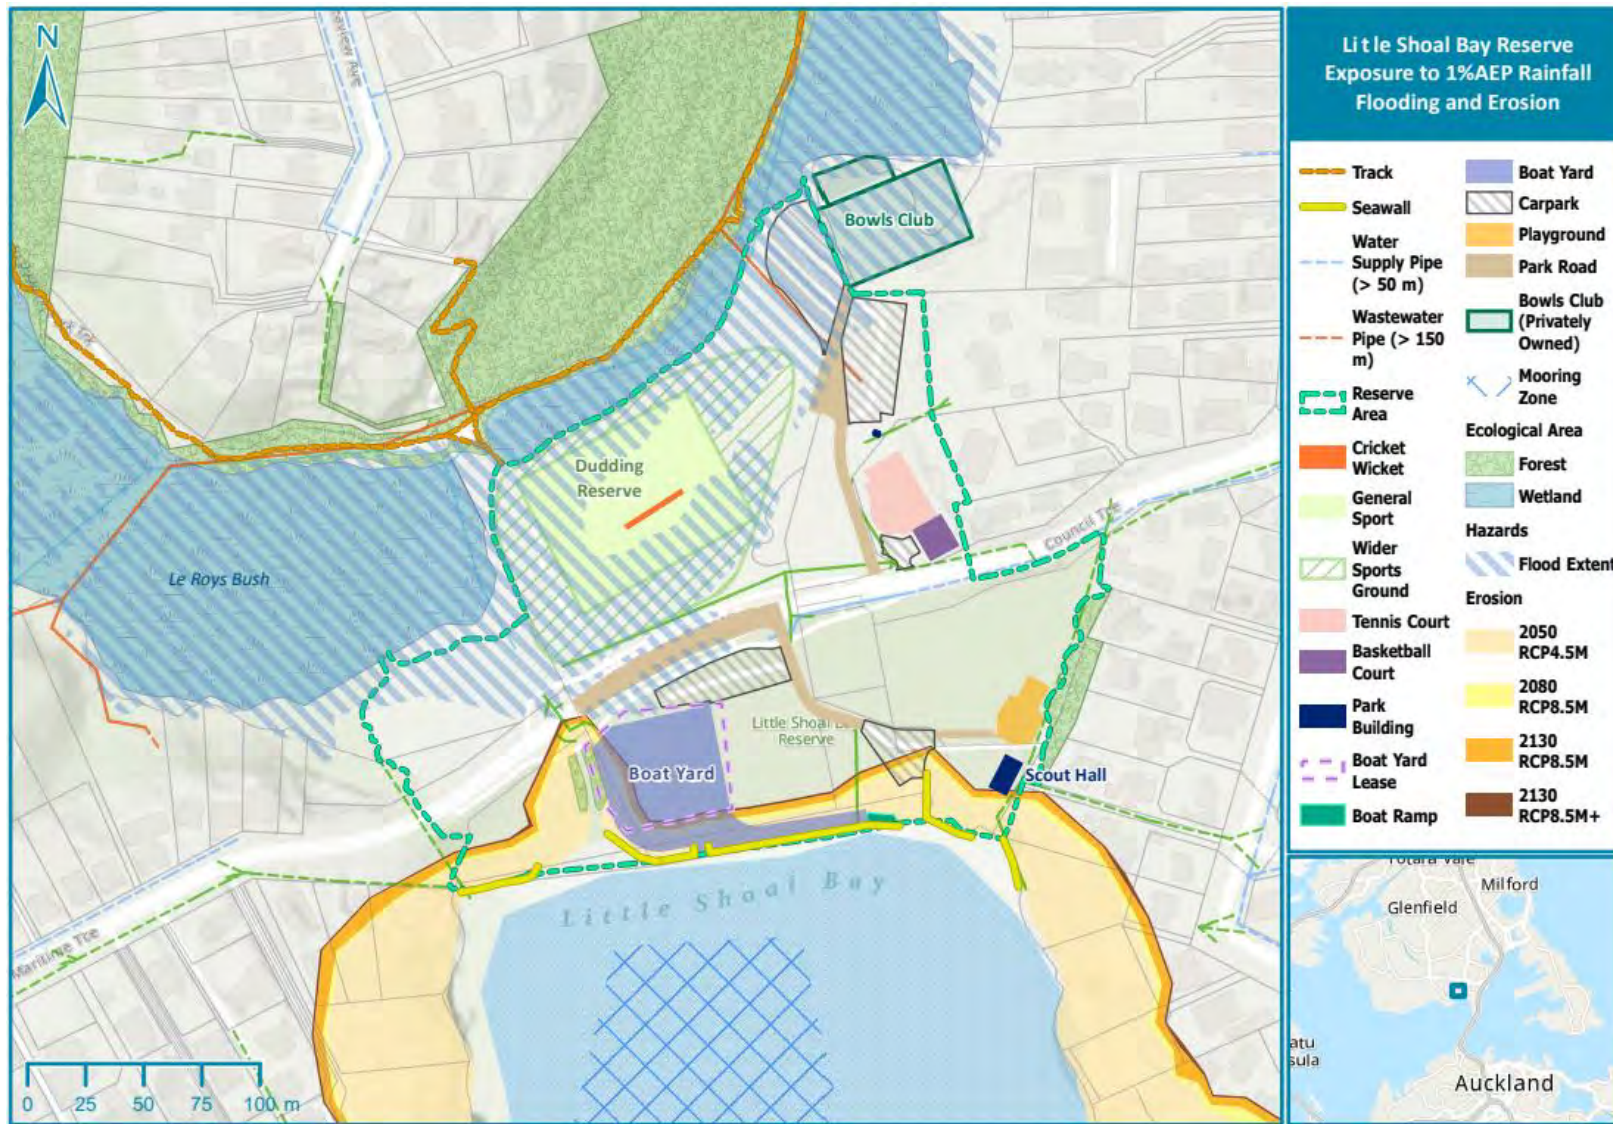 N
Bowls Club
Dudding
Reserve
Council Tce
Le Roys Bush
Little Shoal
Reserve
Boat Yard
Scout Hall
Little Shoal Bay
Maritime Tce
0 25 50 75 100 m
Little Shoal Bay Reserve
Exposure to 1%AEP Rainfall
Flooding and Erosion
Track
Seawall
Water
Supply Pipe
(> 50 m)
Wastewater
Pipe (> 150
m)
Reserve
Area
Cricket
Wicket
General
Sport
Wider
Sports
Ground
Tennis Court
Basketball
Court
Park
Building
Boat Yard
Lease
Boat Ramp
Boat Yard
Carpark
Playground
Park Road
Bowls Club
(Privately
Owned)
Mooring
Zone
Ecological Area
Forest
Wetland
Hazards
Flood Extent
Erosion
2050
RCP4.5M
2080
RCP8.5M
2130
RCP8.5M
2130
RCP8.5M+
Totara Vale
Milford
Glenfield
atu
sula
Auckland